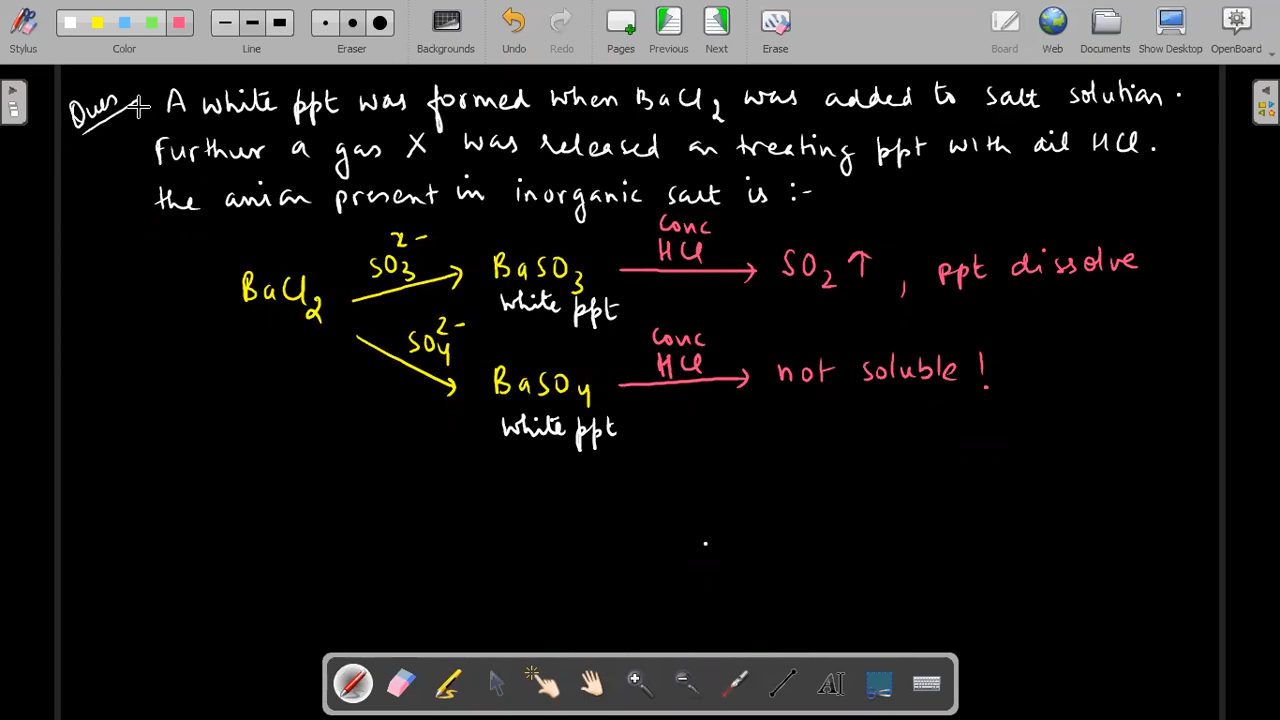 Stylus Color Line Eraser Backgrounds Undo Redo Pages Previous Next Erase Board Web Documents Show Desktop OpenBoard
Ques → A white ppt was formed when BaCl2 was added to salt solution.
Furthur a gas X was released on treating ppt with dil HCl.
the anion present in inorganic salt is :-
BaCl2
SO3 2-
BaSO3
White ppt
Conc
HCl
SO2 ↑ , ppt dissolve
SO4 2-
BaSO4
White ppt
Conc
HCl
not soluble !
AI